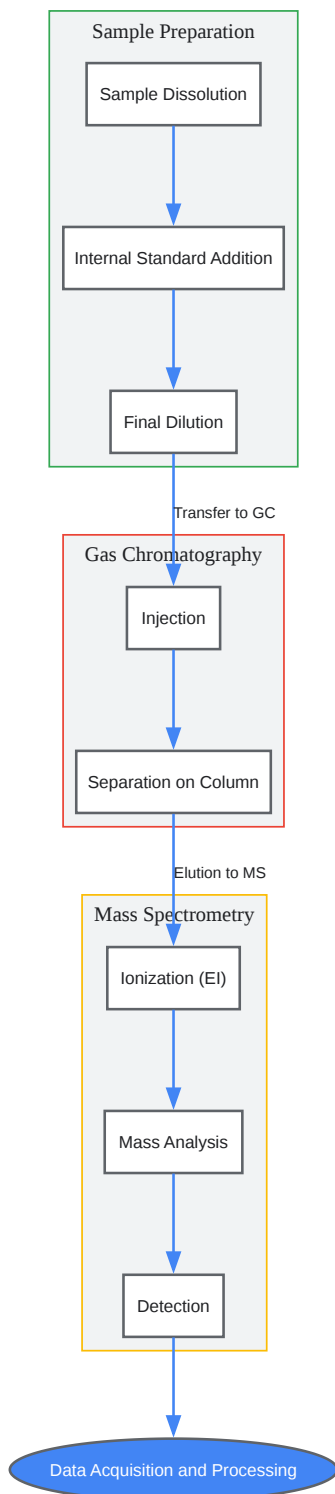 Sample Preparation
Sample Dissolution
Internal Standard Addition
Final Dilution
Transfer to GC
Gas Chromatography
Injection
Separation on Column
Elution to MS
Mass Spectrometry
Ionization (EI)
Mass Analysis
Detection
Data Acquisition and Processing